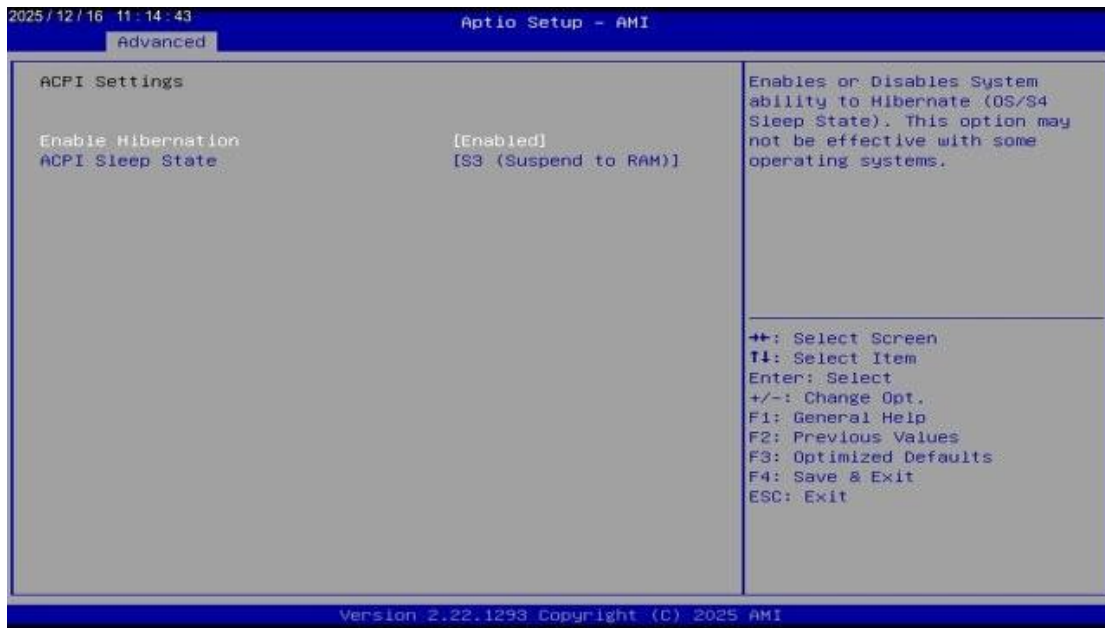 2025/12/16 11:14:43
Aptio Setup - AMI
Advanced
ACPI Settings
Enable Hibernation [Enabled]
ACPI Sleep State [S3 (Suspend to RAM)]
Enables or Disables System
ability to Hibernate (OS/S4
Sleep State). This option may
not be effective with some
operating systems.
→←: Select Screen
↑↓: Select Item
Enter: Select
+/-: Change Opt.
F1: General Help
F2: Previous Values
F3: Optimized Defaults
F4: Save & Exit
ESC: Exit
Version 2.22.1293 Copyright (C) 2025 AMI